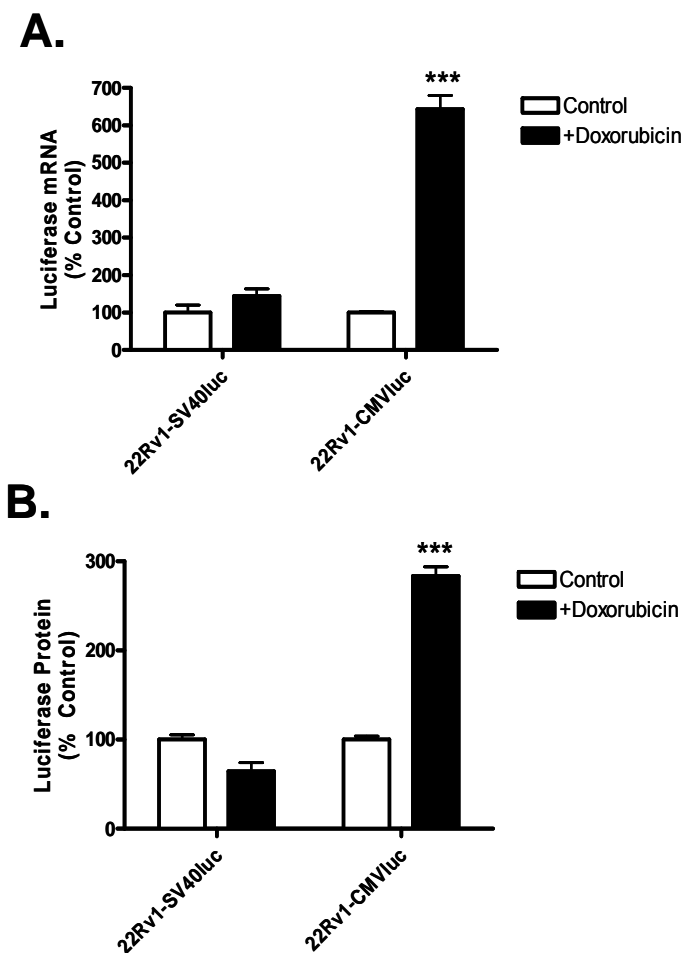 A.
***
700
600
500
400
300
200
100
0
Luciferase mRNA
(% Control)
Control
+Doxorubicin
22Rv1-SV40luc
22Rv1-CMVluc
B.
***
300
200
100
0
Luciferase Protein
(% Control)
Control
+Doxorubicin
22Rv1-SV40luc
22Rv1-CMVluc